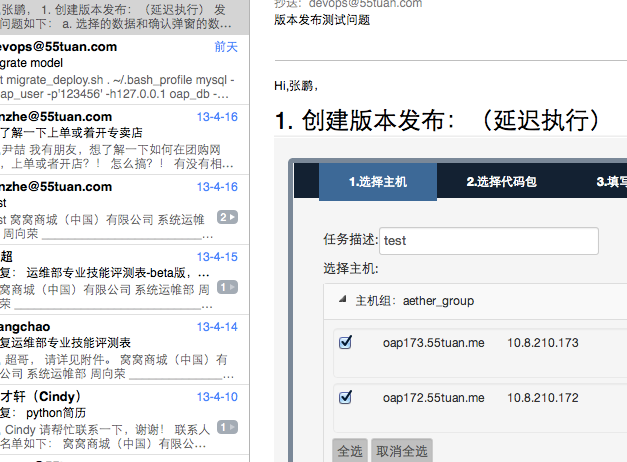 张鹏， 1. 创建版本发布：（延迟执行） 发
问题如下： a. 选择的数据和确认弹窗的数…
evops@55tuan.com 前天
grate model
t migrate_deploy.sh . ~/.bash_profile mysql -
ap_user -p'123456' -h127.0.0.1 oap_db -…
nzhe@55tuan.com 13-4-16
了解一下上单或着开专卖店
尹喆 我有朋友，想了解一下如何在团购网
，上单或者开店？！ 怎么搞？！ 有没有相…
nzhe@55tuan.com 13-4-16
st
st 窝窝商城（中国）有限公司 系统运帷
周向荣 ___… 2
超 13-4-15
复： 运维部专业技能评测表-beta版，…
窝窝商城（中国）有限公司 系统运帷部 周
荣 ___… 1
angchao 13-4-14
复运维部专业技能评测表
超哥， 请详见附件。 窝窝商城（中国）有
公司 系统运帷部 周向荣 ___…
才轩（Cindy） 13-4-10
复： python简历
Cindy 请帮忙联系一下，谢谢！ 联系人
名单如下： 窝窝商城（中国）有限公… 1
抄送：devops@55tuan.com
版本发布测试问题
Hi,张鹏，
1. 创建版本发布：（延迟执行）
1.选择主机 2.选择代码包 3.填写
任务描述: test
选择主机:
主机组：aether_group
oap173.55tuan.me 10.8.210.173
oap172.55tuan.me 10.8.210.172
全选 取消全选